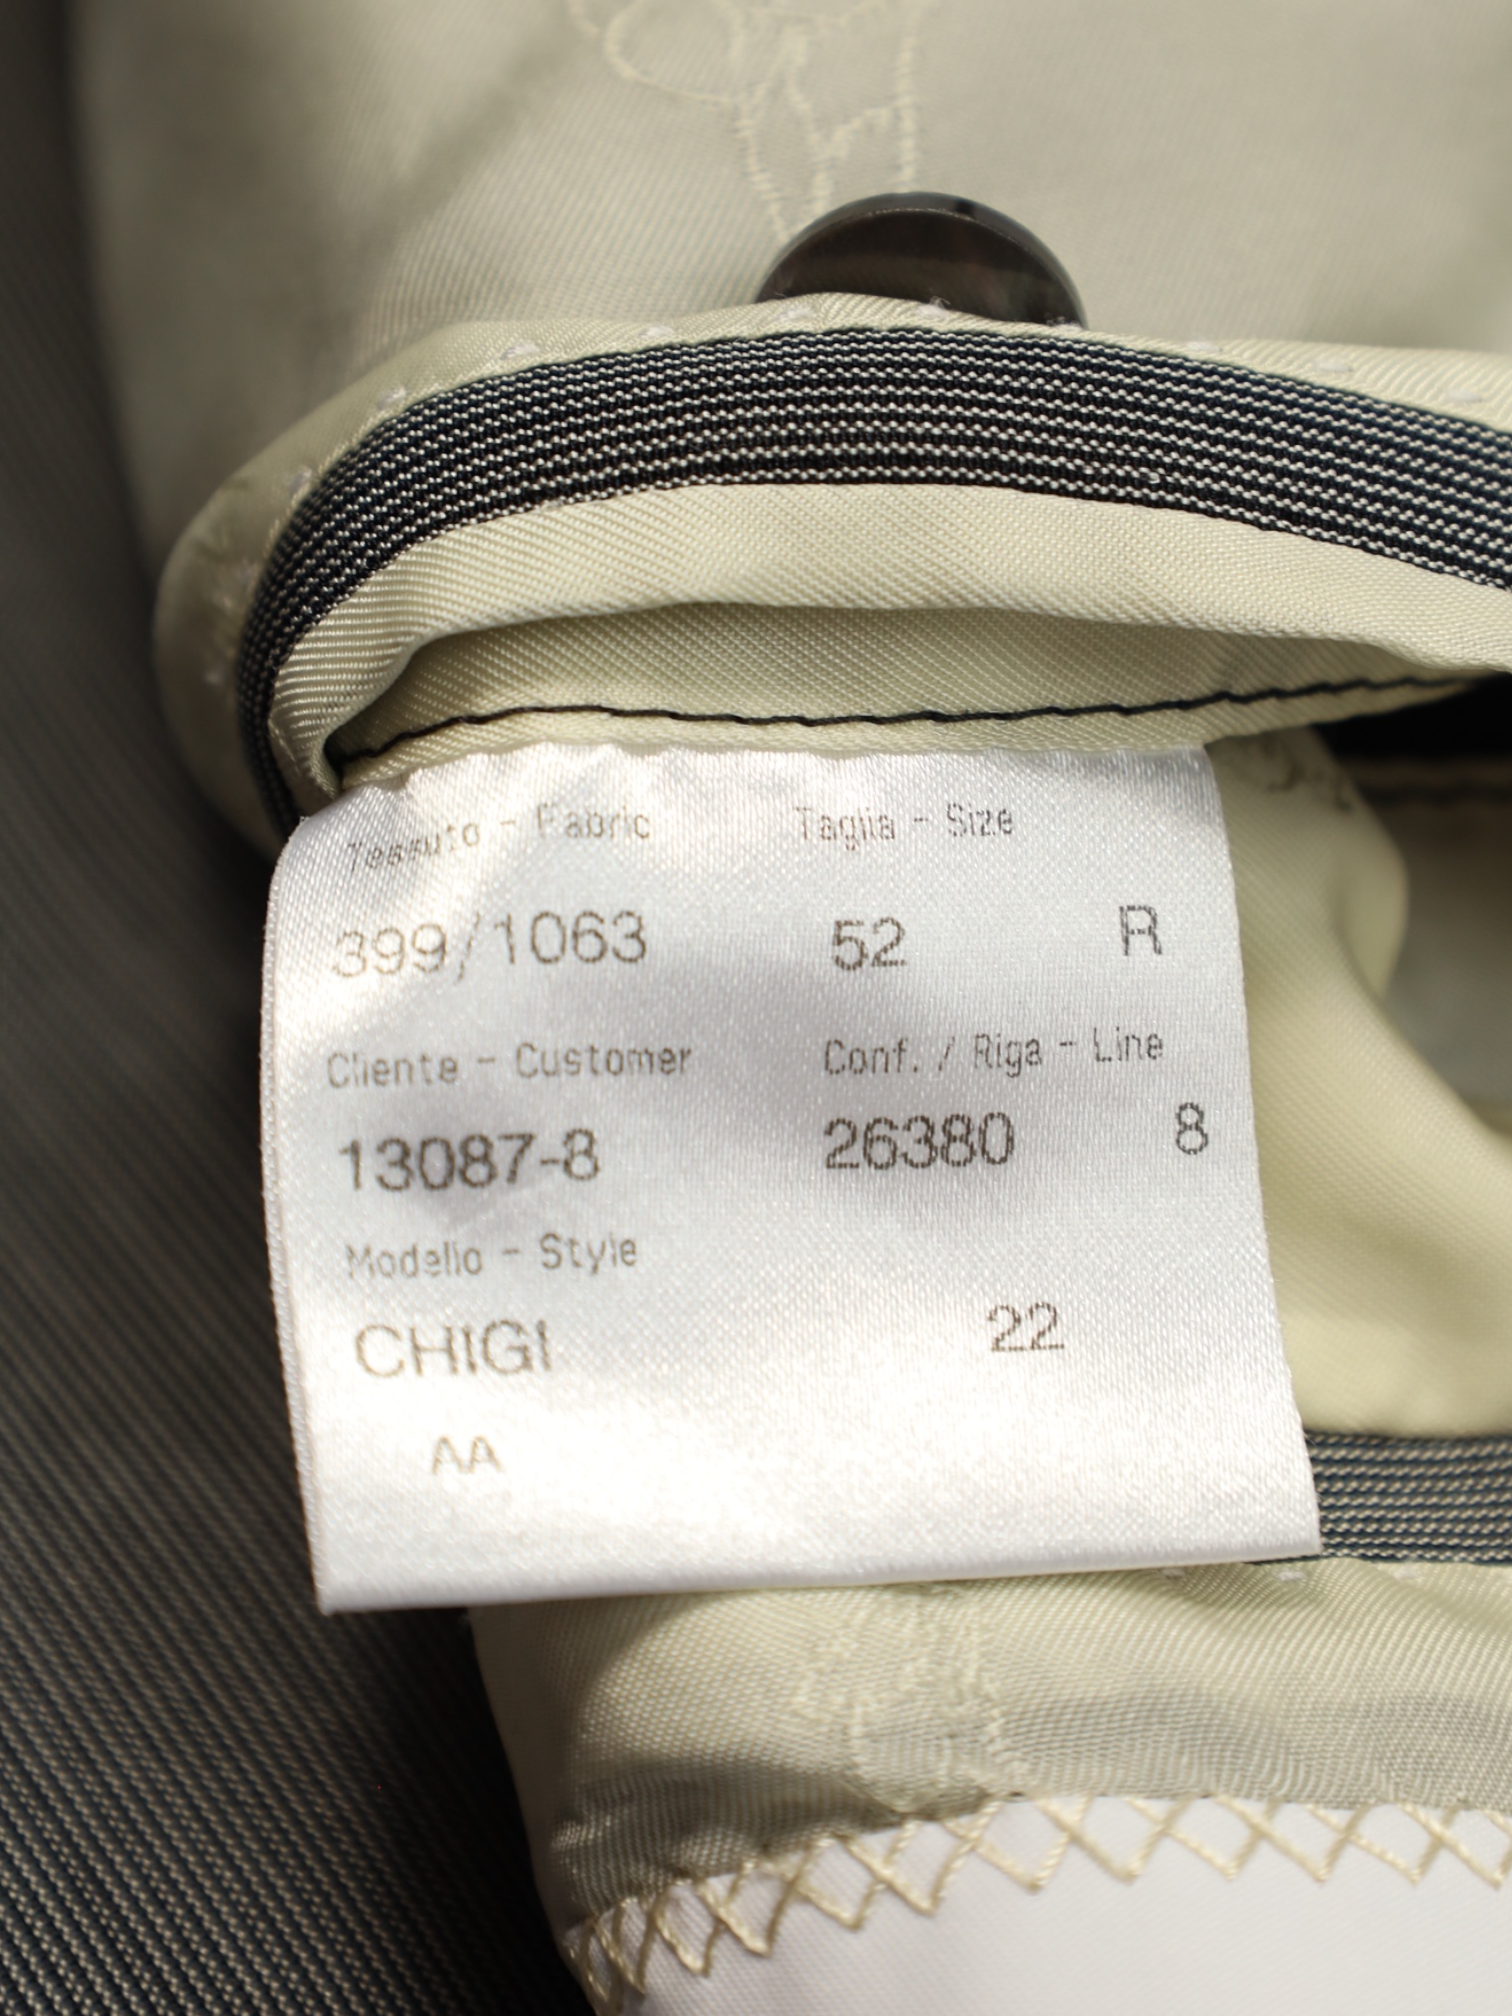 Tessuto - Fabric Taglia - Size
399/1063 52 R
Cliente - Customer Conf. / Riga - Line
13087-8 26380 8
Modello - Style
CHIGI 22
AA